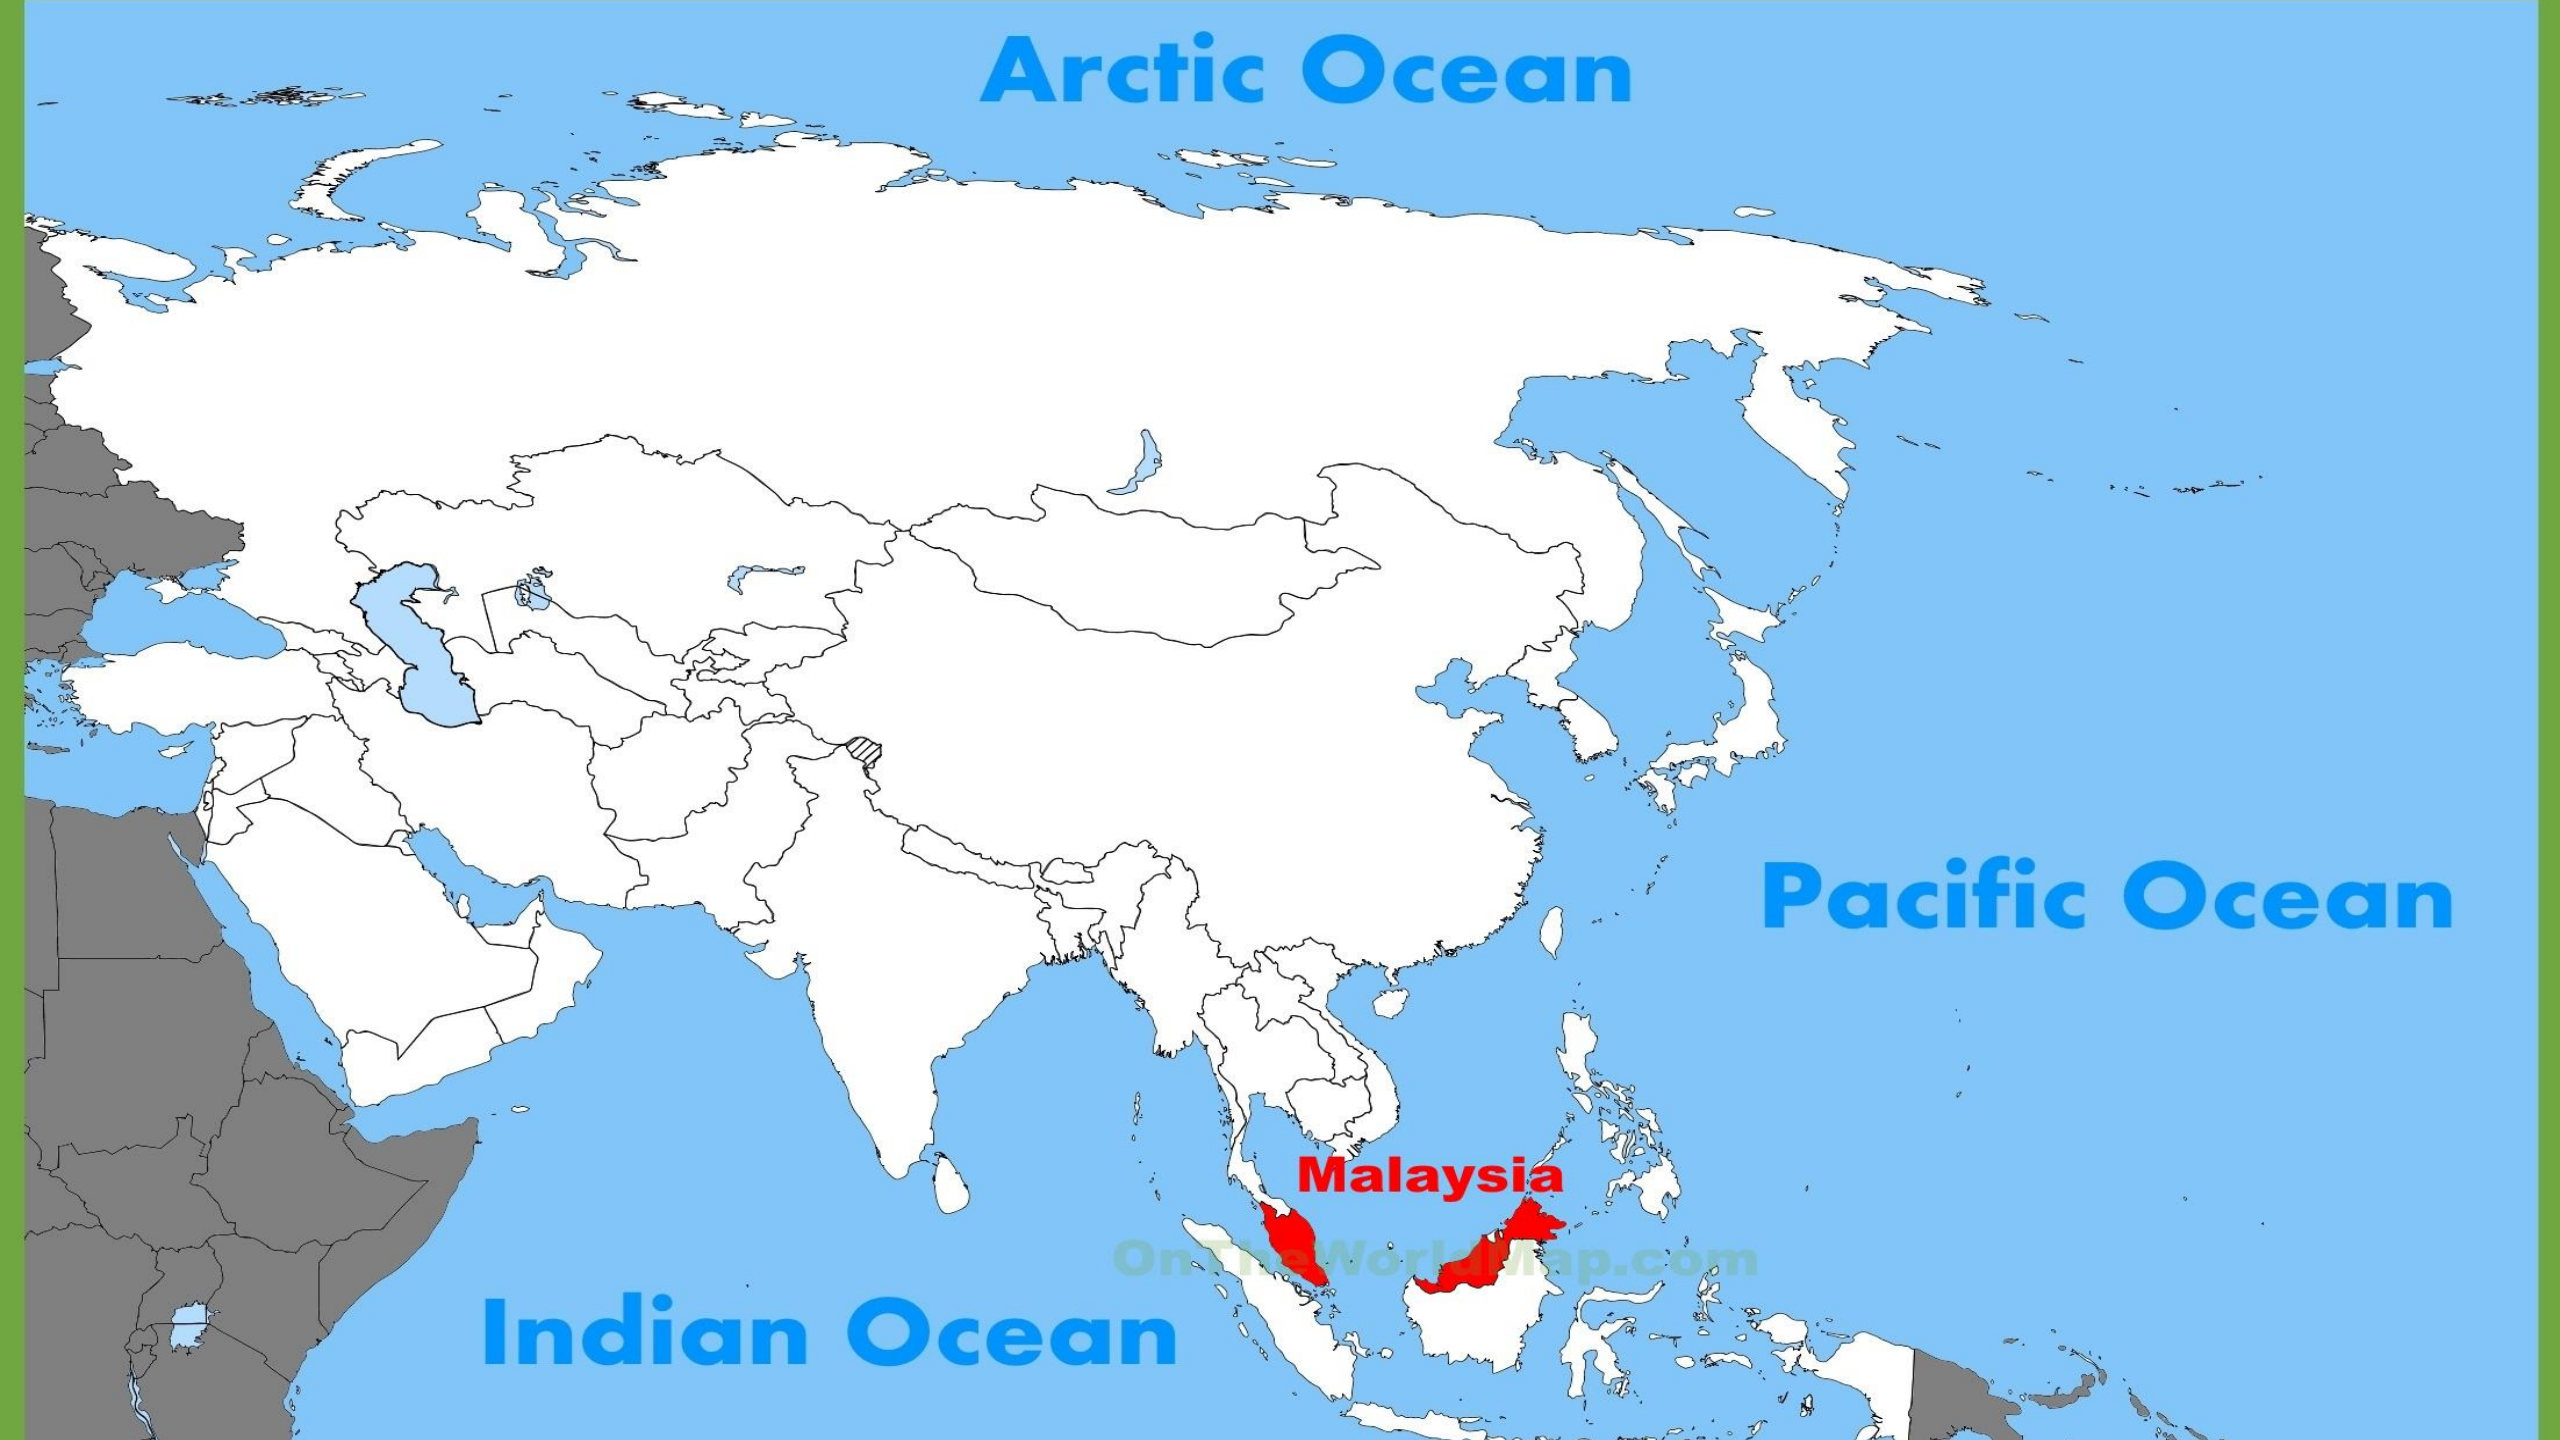 Arctic Ocean
Pacific Ocean
Malaysia
OnTheWorldMap.com
Indian Ocean